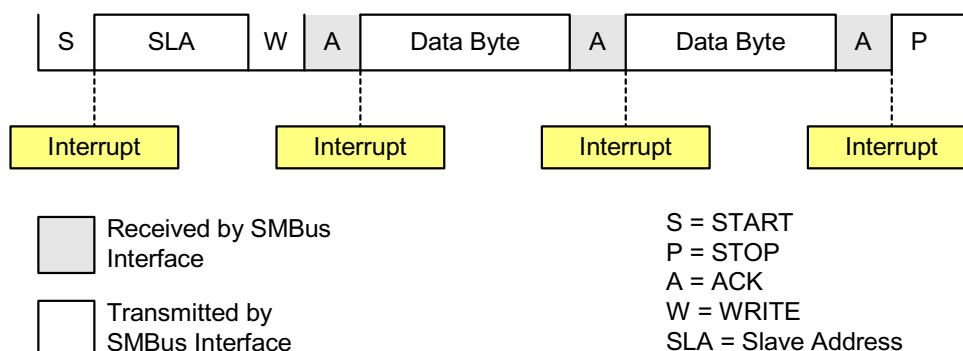 S SLA W A Data Byte A Data Byte A P
Interrupt Interrupt Interrupt Interrupt
Received by SMBus
Interface
Transmitted by
SMBus Interface
S = START
P = STOP
A = ACK
W = WRITE
SLA = Slave Address